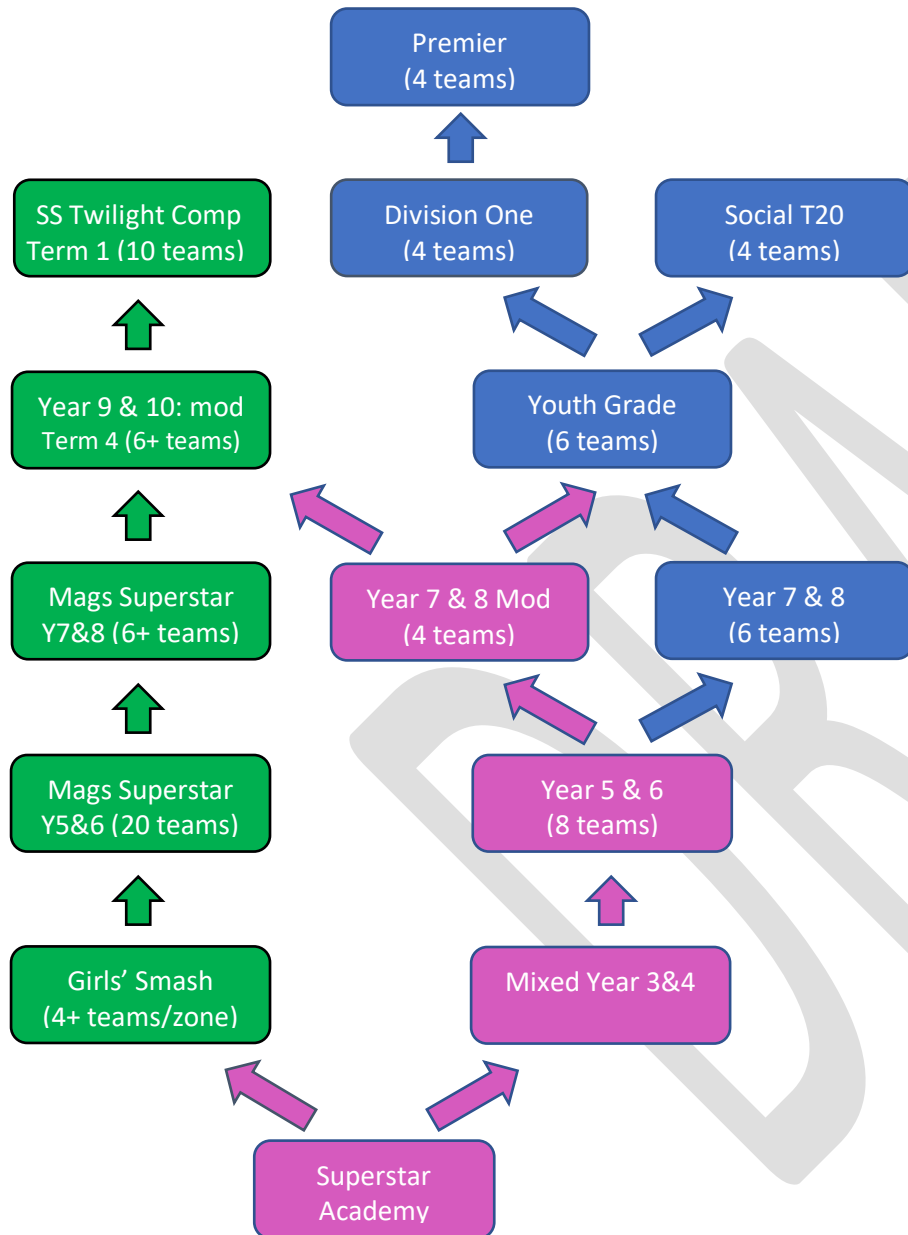 Premier
(4 teams)
SS Twilight Comp
Term 1 (10 teams)
Division One
(4 teams)
Social T20
(4 teams)
Year 9 & 10: mod
Term 4 (6+ teams)
Youth Grade
(6 teams)
Mags Superstar
Y7&8 (6+ teams)
Year 7 & 8 Mod
(4 teams)
Year 7 & 8
(6 teams)
Mags Superstar
Y5&6 (20 teams)
Year 5 & 6
(8 teams)
Girls’ Smash
(4+ teams/zone)
Mixed Year 3&4
Superstar
Academy